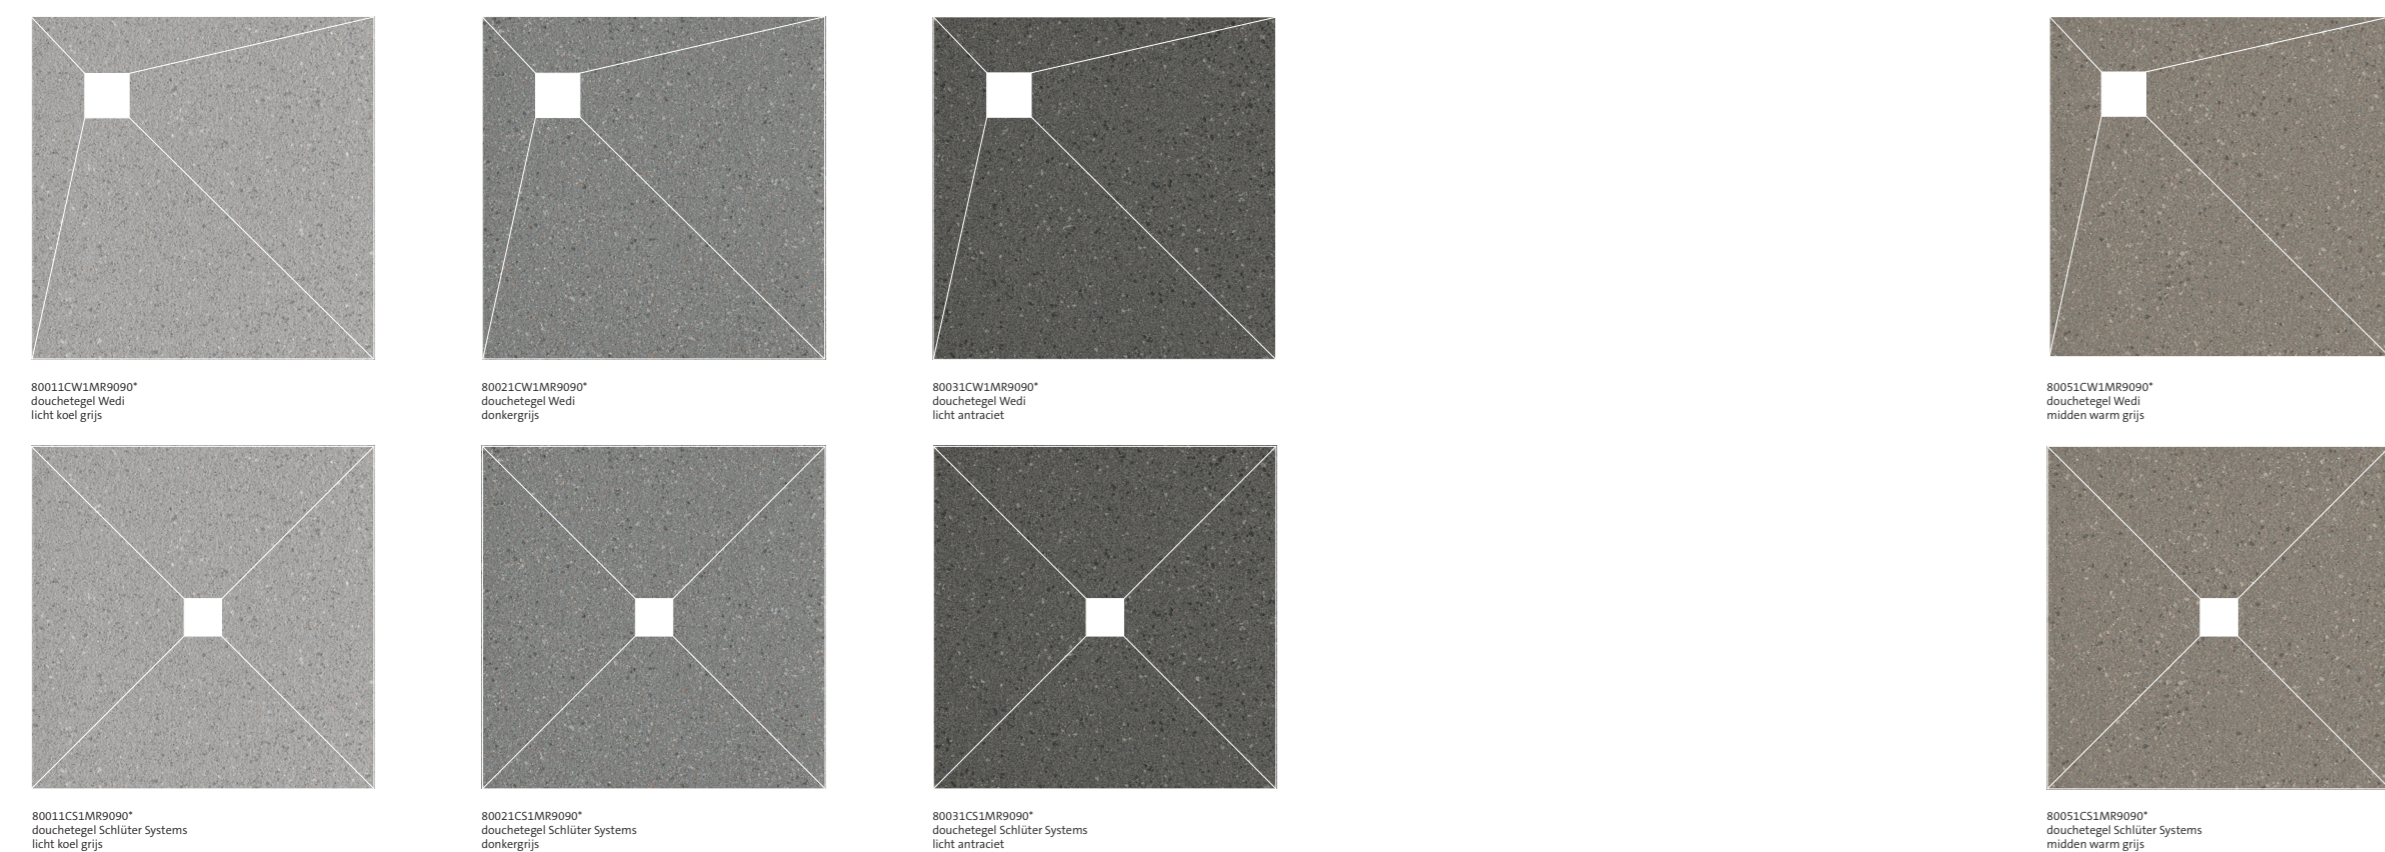 80011CW1MR9090*
douchetegel Wedi
licht koel grijs
80021CW1MR9090*
douchetegel Wedi
donkergrijs
80031CW1MR9090*
douchetegel Wedi
licht antraciet
80051CW1MR9090*
douchetegel Wedi
midden warm grijs
80011CS1MR9090*
douchetegel Schlüter Systems
licht koel grijs
80021CS1MR9090*
douchetegel Schlüter Systems
donkergrijs
80031CS1MR9090*
douchetegel Schlüter Systems
licht antraciet
80051CS1MR9090*
douchetegel Schlüter Systems
midden warm grijs